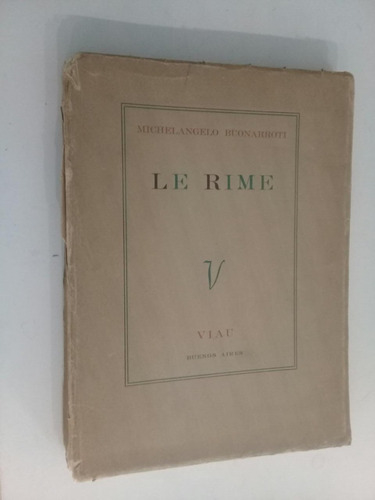 MICHELANGELO BUONARROTI
LE RIME
V
VIAU
BUENOS AIRES